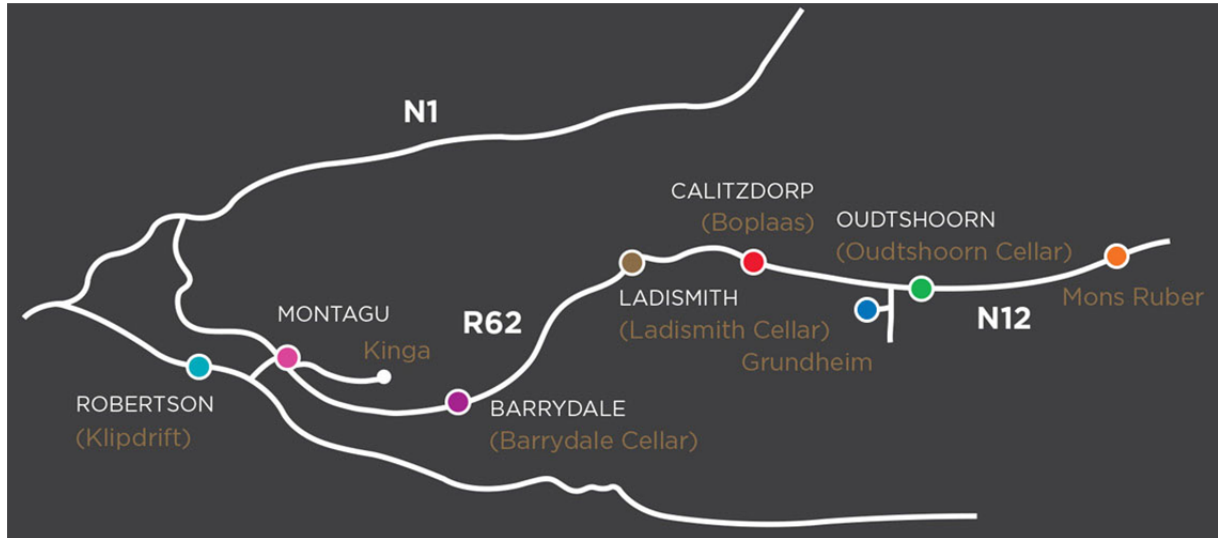 N1
CALITZDORP
(Boplaas)
OUDTSHOORN
(Oudtshoorn Cellar)
Mons Ruber
N12
LADISMITH
(Ladismith Cellar)
Grundheim
R62
MONTAGU
Kinga
BARRYDALE
(Barrydale Cellar)
ROBERTSON
(Klipdrift)